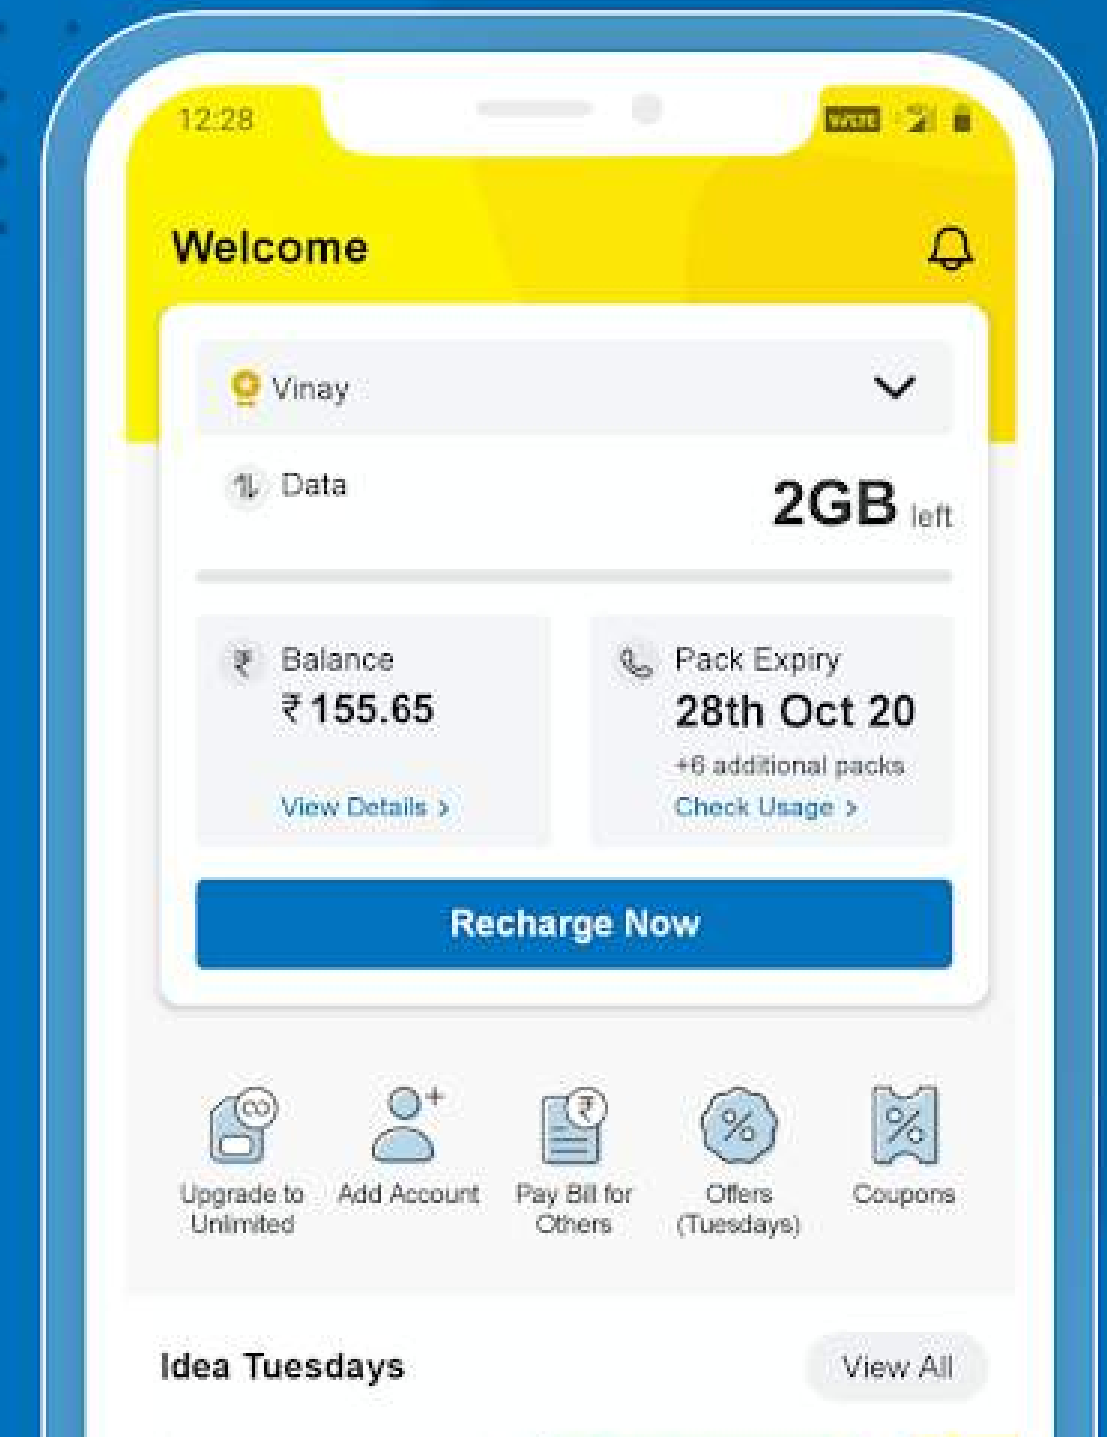 12:28
VoLTE
Welcome
Vinay
Data
2GB left
Balance
₹ 155.65
View Details >
Pack Expiry
28th Oct 20
+6 additional packs
Check Usage >
Recharge Now
Upgrade to
Unlimited
Add Account
Pay Bill for
Others
Offers
(Tuesdays)
Coupons
Idea Tuesdays
View All